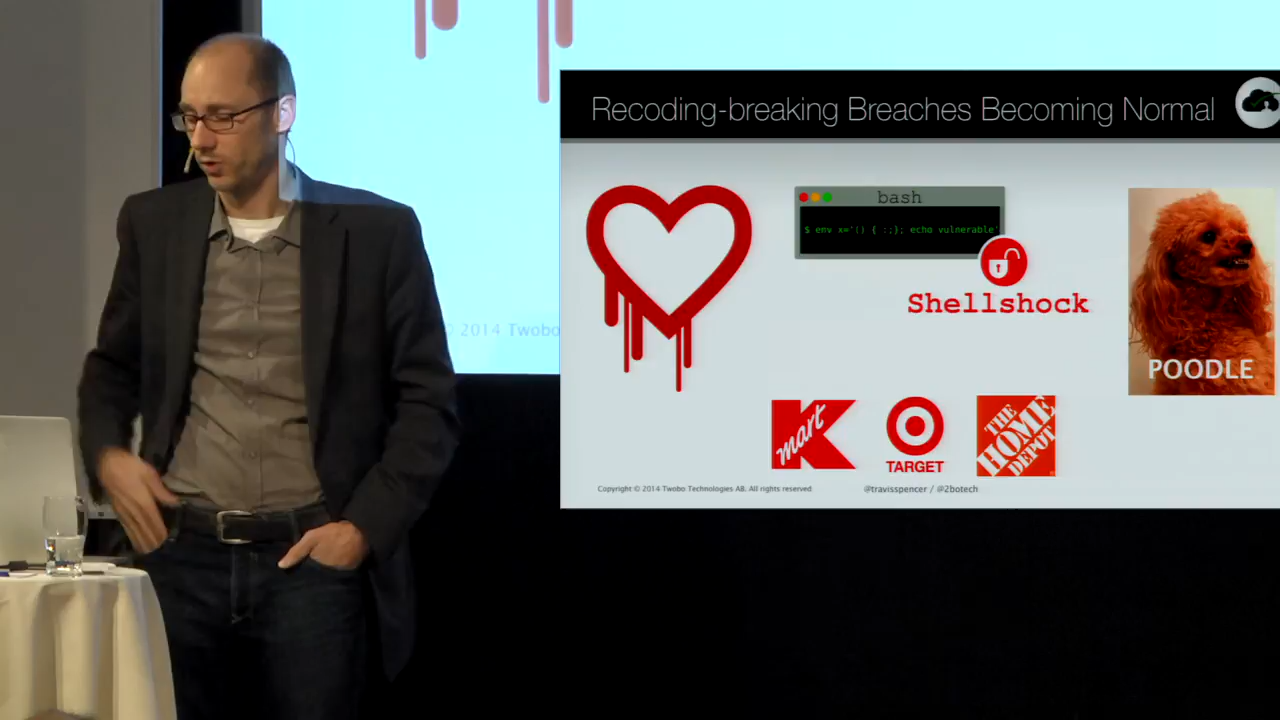 Recoding-breaking Breaches Becoming Normal
bash
$ env x='() { :;}; echo vulnerable'
Shellshock
POODLE
mart
TARGET
THE
HOME
DEPOT
© 2014 Twobo
Copyright © 2014 Twobo Technologies AB. All rights reserved
@travisspencer / @2botech